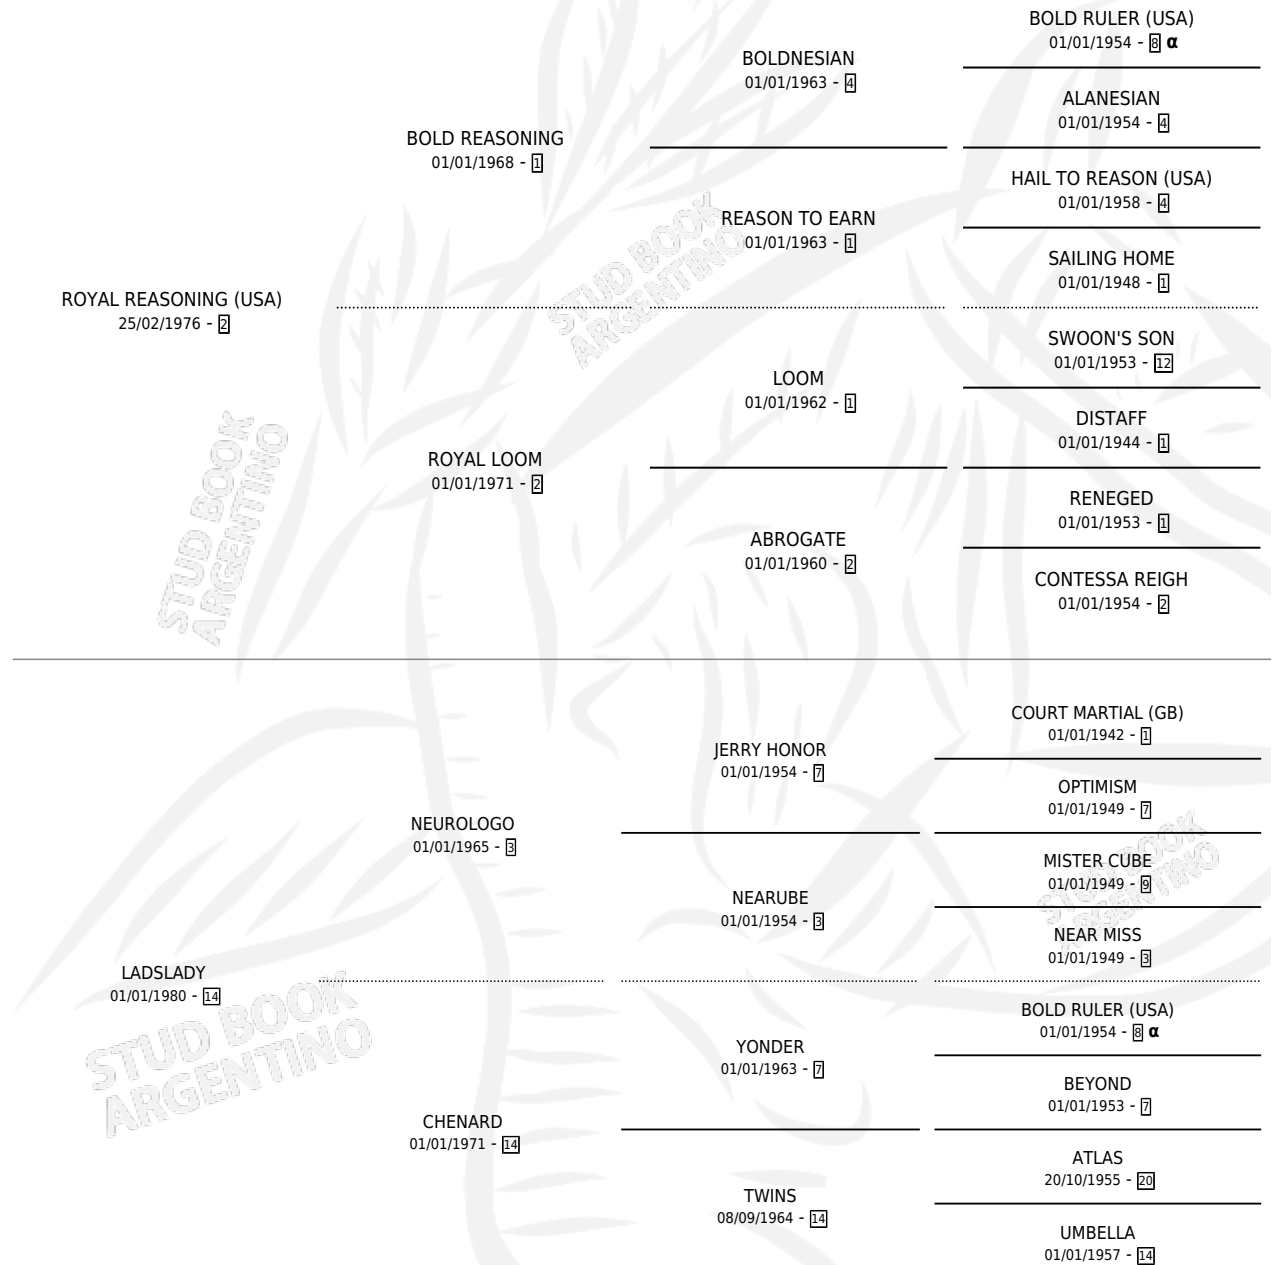 BOLD RULER (USA)
01/01/1954 - 8 α
BOLDNESIAN
01/01/1963 - 4
ALANESIAN
01/01/1954 - 4
BOLD REASONING
01/01/1968 - 1
HAIL TO REASON (USA)
01/01/1958 - 4
REASON TO EARN
01/01/1963 - 1
SAILING HOME
01/01/1948 - 1
ROYAL REASONING (USA)
25/02/1976 - 2
SWOON'S SON
01/01/1953 - 12
LOOM
01/01/1962 - 1
DISTAFF
01/01/1944 - 1
ROYAL LOOM
01/01/1971 - 2
RENEGED
01/01/1953 - 1
ABROGATE
01/01/1960 - 2
CONTESSA REIGH
01/01/1954 - 2
COURT MARTIAL (GB)
01/01/1942 - 1
JERRY HONOR
01/01/1954 - 7
OPTIMISM
01/01/1949 - 7
NEUROLOGO
01/01/1965 - 3
MISTER CUBE
01/01/1949 - 9
NEARUBE
01/01/1954 - 3
NEAR MISS
01/01/1949 - 3
LADSLADY
01/01/1980 - 14
BOLD RULER (USA)
01/01/1954 - 8 α
YONDER
01/01/1963 - 7
BEYOND
01/01/1953 - 7
CHENARD
01/01/1971 - 14
ATLAS
20/10/1955 - 20
TWINS
08/09/1964 - 14
UMBELLA
01/01/1957 - 14
STUD BOOK
ARGENTINO
STUD BOOK
ARGENTINO
STUD BOOK
ARGENTINO
STUD BOOK
ARGENTINO